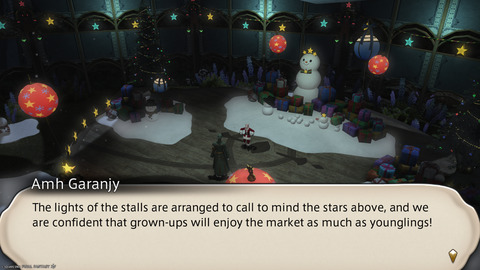 Amh Garanjy
The lights of the stalls are arranged to call to mind the stars above, and we
are confident that grown-ups will enjoy the market as much as younglings!